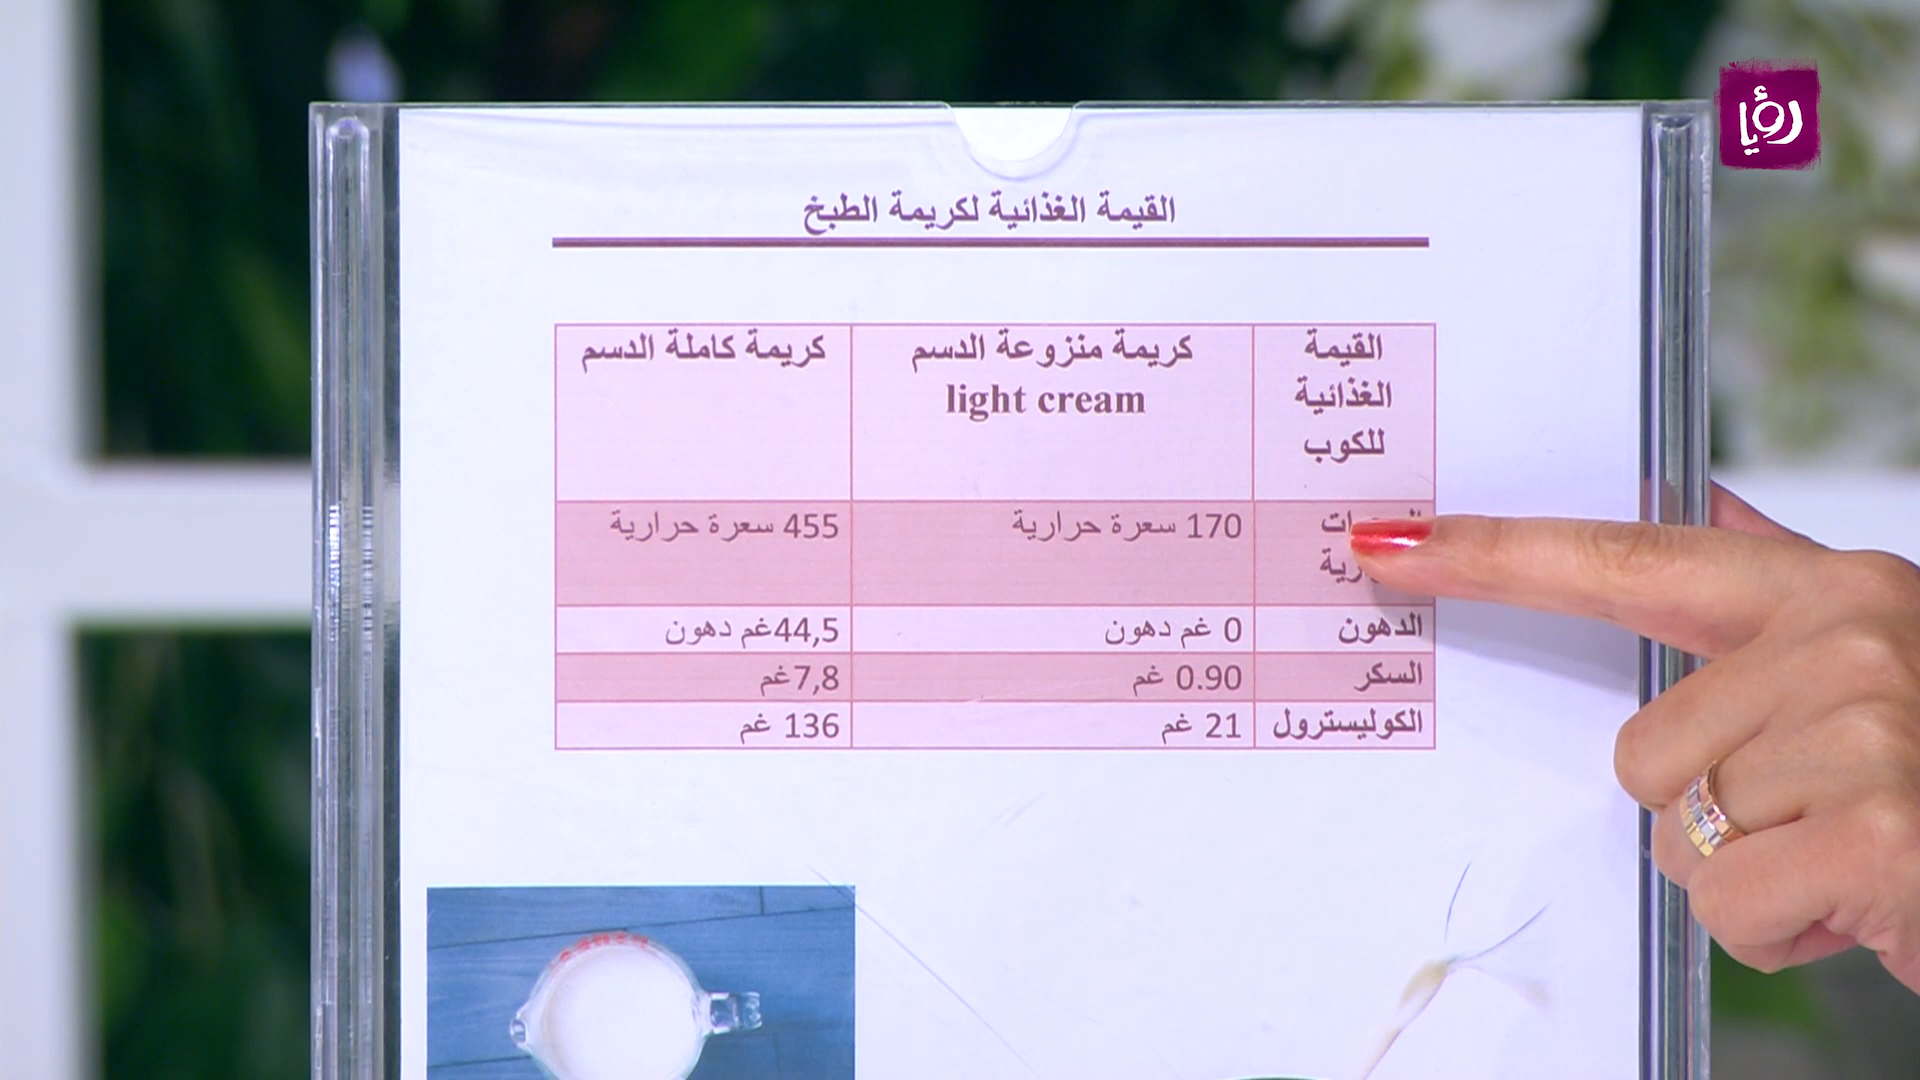 رؤيا
القيمة الغذائية لكريمة الطبخ
القيمة الغذائية للكوب
كريمة منزوعة الدسم
light cream
كريمة كاملة الدسم
170 سعرة حرارية
455 سعرة حرارية
الدهون
0 غم دهون
44,5غم دهون
السكر
0.90 غم
7,8غم
الكوليسترول
21 غم
136 غم